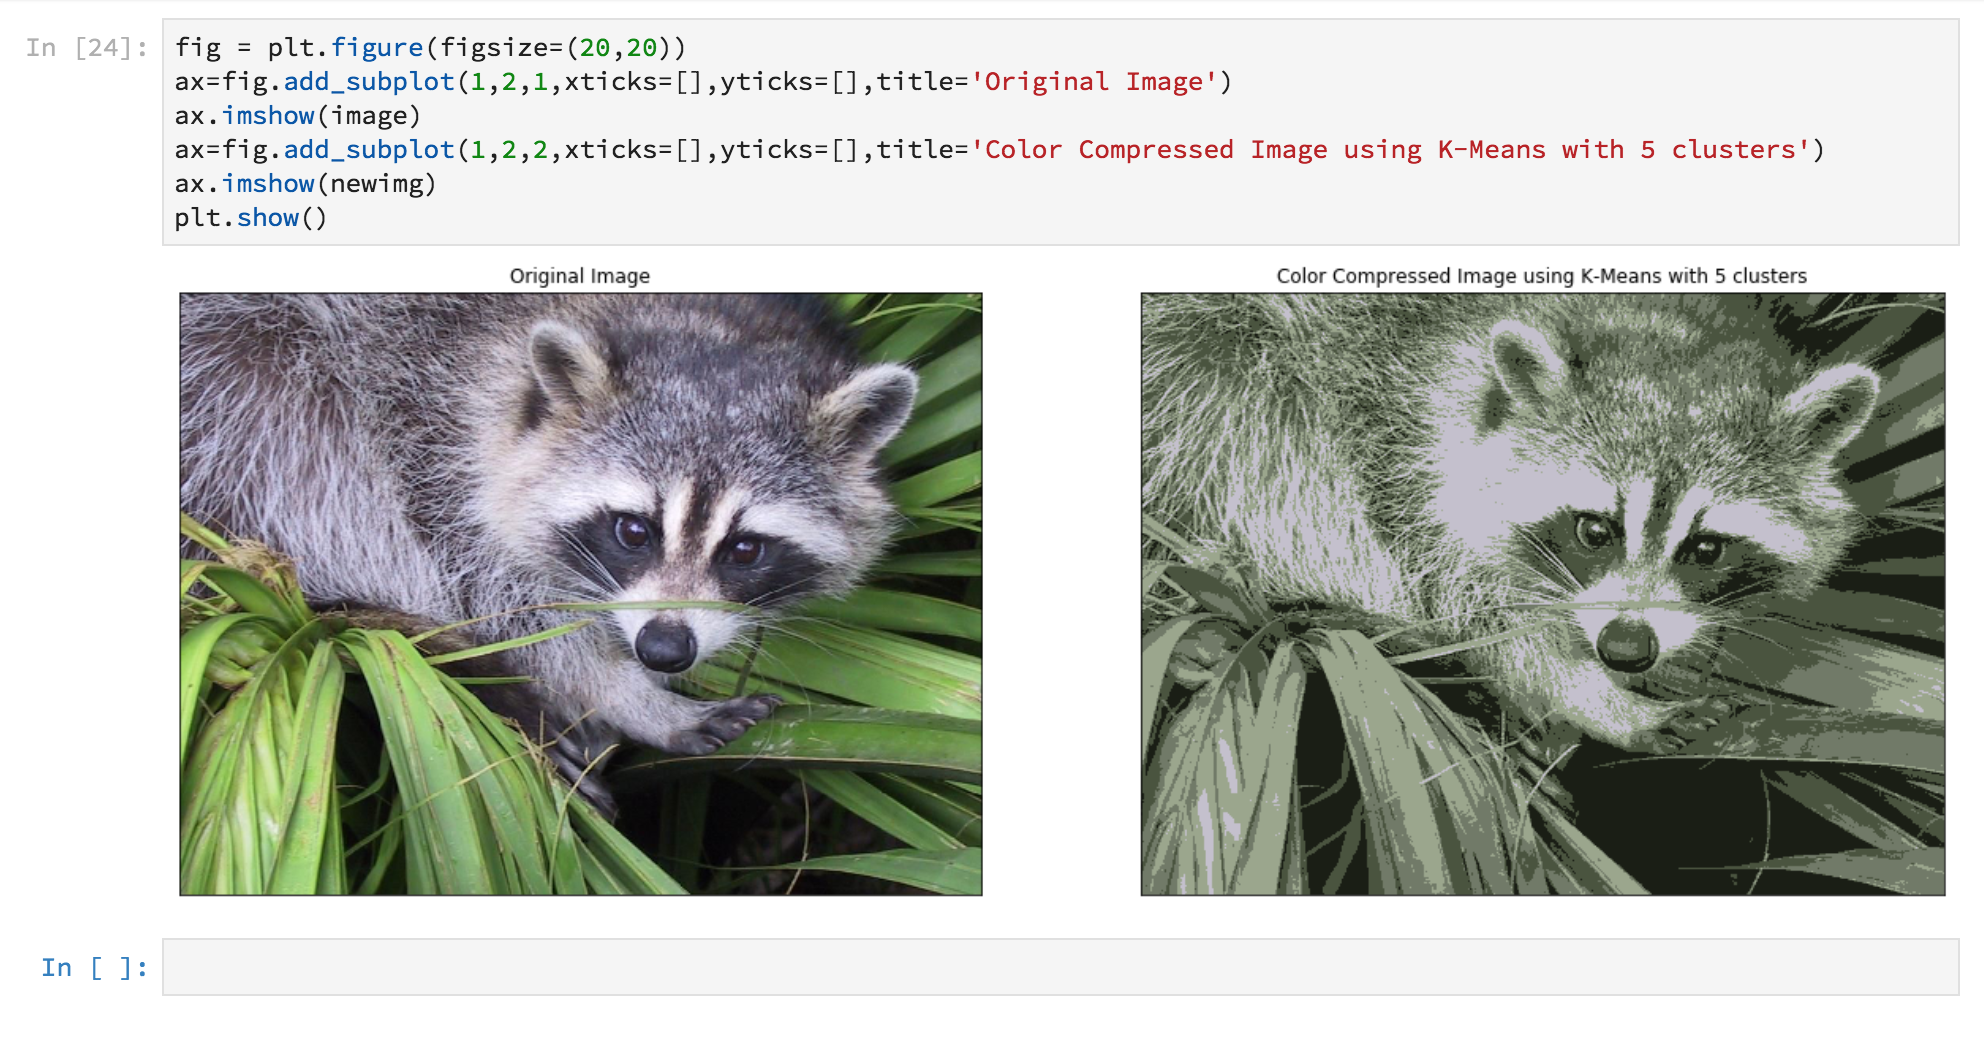 In [24]:
fig = plt.figure(figsize=(20,20))
ax=fig.add_subplot(1,2,1,xticks=[],yticks=[],title='Original Image')
ax.imshow(image)
ax=fig.add_subplot(1,2,2,xticks=[],yticks=[],title='Color Compressed Image using K-Means with 5 clusters')
ax.imshow(newimg)
plt.show()
Original Image
Color Compressed Image using K-Means with 5 clusters
In [ ]: